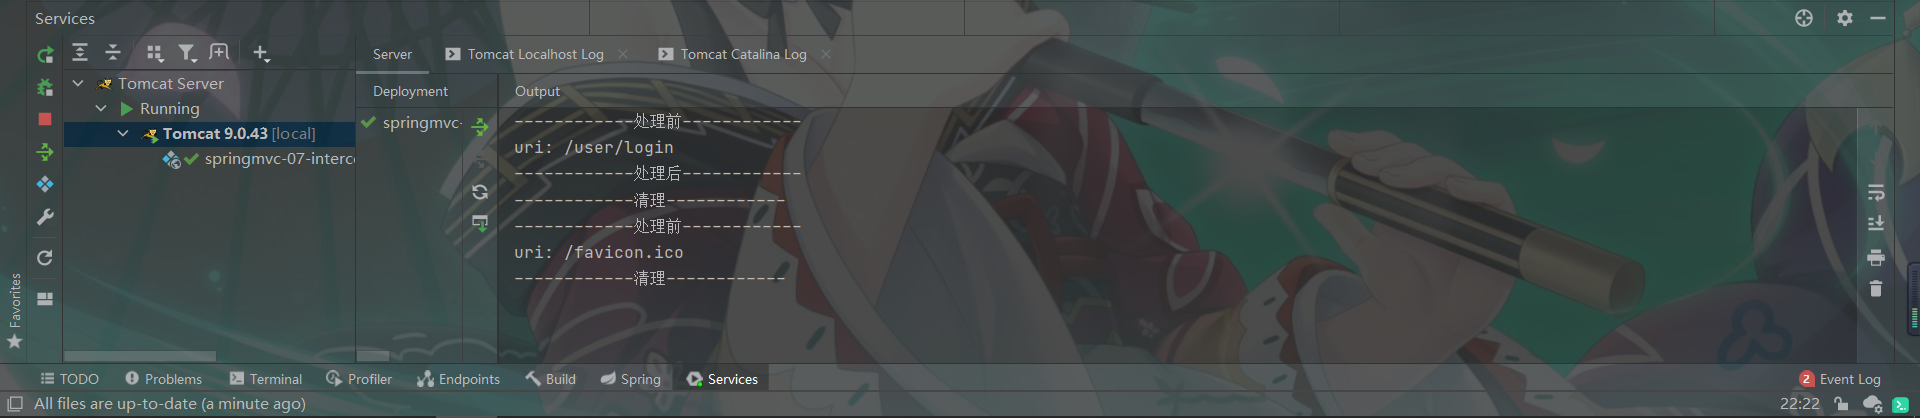 Services
Server
Tomcat Localhost Log
Tomcat Catalina Log
Tomcat Server
Running
Tomcat 9.0.43 [local]
springmvc-07-interce
Deployment
springmvc-
Output
------------处理前------------
uri: /user/login
------------处理后------------
------------清理------------
------------处理前------------
uri: /favicon.ico
------------清理------------
Favorites
TODO
Problems
Terminal
Profiler
Endpoints
Build
Spring
Services
2 Event Log
All files are up-to-date (a minute ago)
22:22